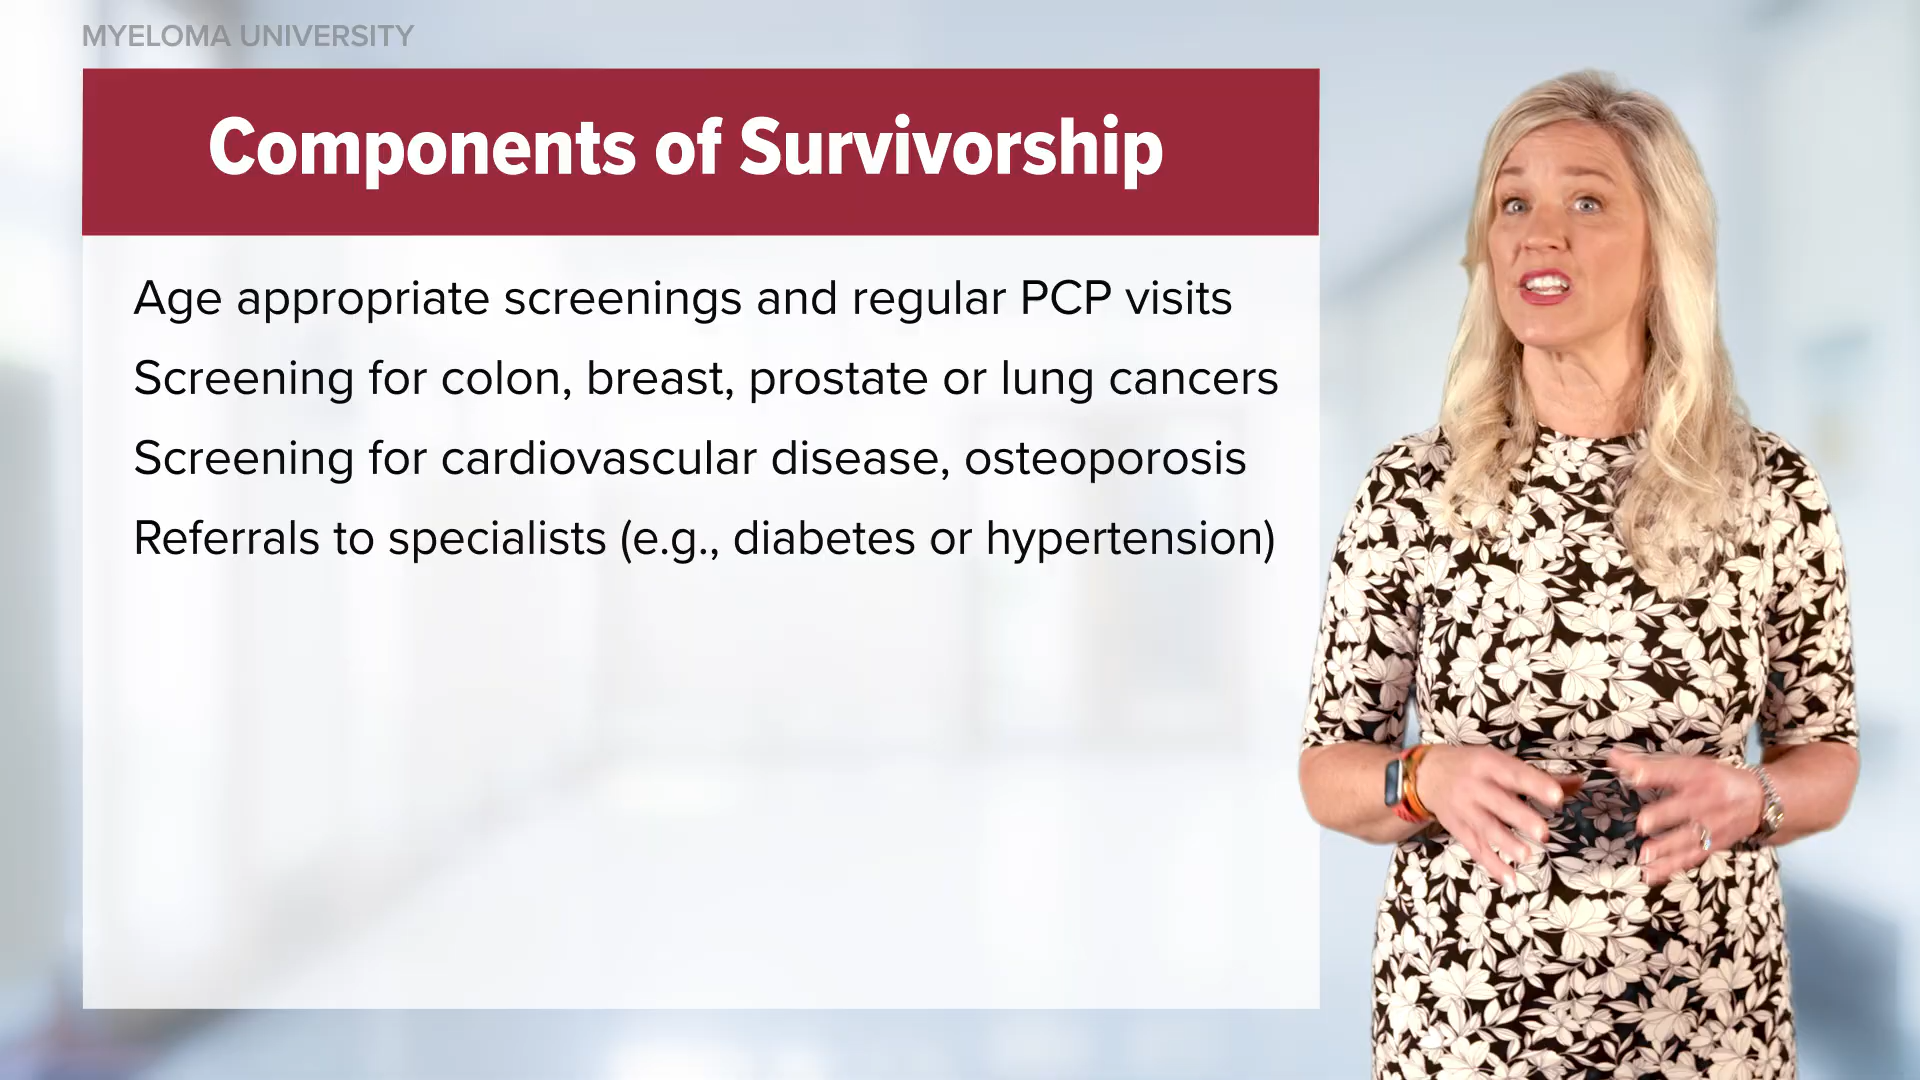 MYELOMA UNIVERSITY
Components of Survivorship
Age appropriate screenings and regular PCP visits
Screening for colon, breast, prostate or lung cancers
Screening for cardiovascular disease, osteoporosis
Referrals to specialists (e.g., diabetes or hypertension)